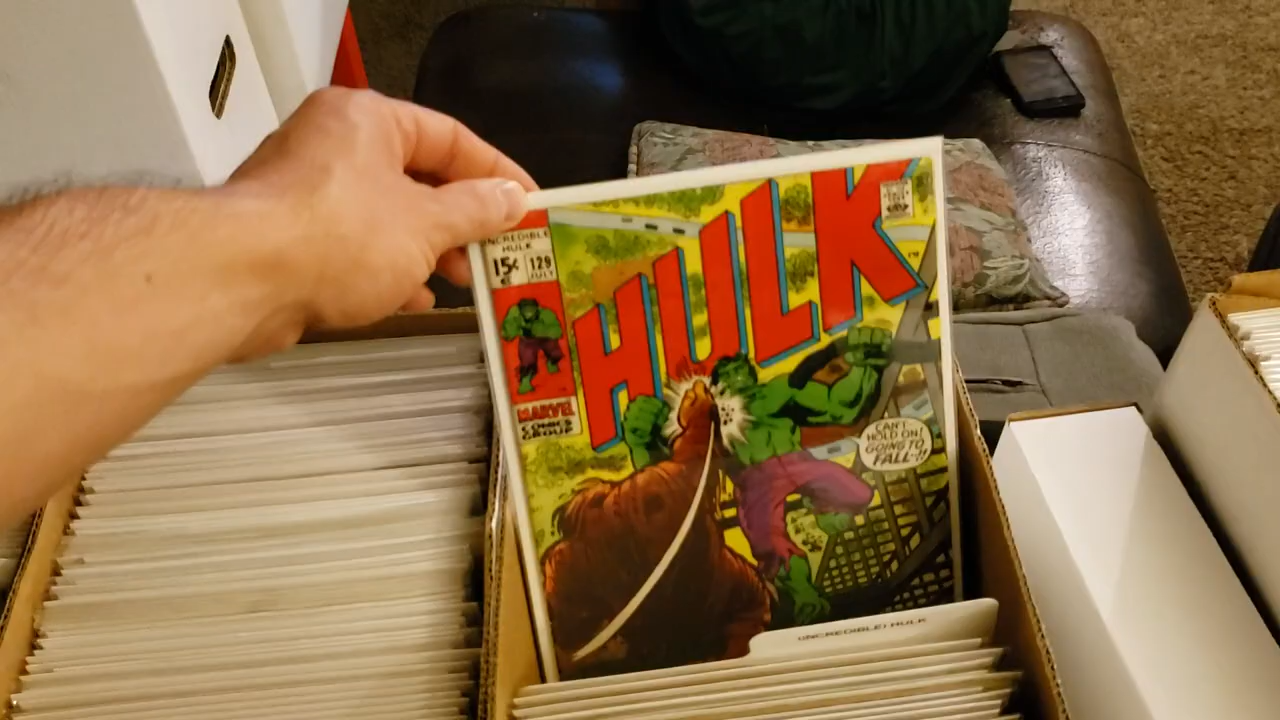 HULK
INCREDIBLE
HULK
15¢ 129
JULY
MARVEL
COMICS
GROUP
CAN'T
HOLD ON!
GOING TO
FALL--!!
(INCREDIBLE) HULK